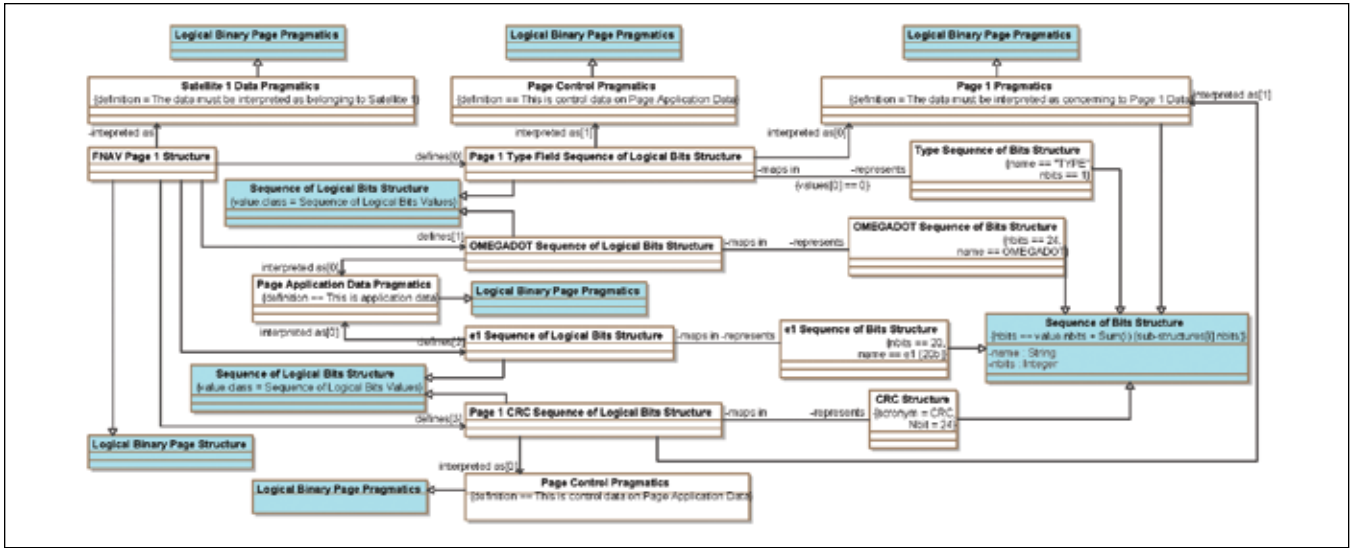 Logical Binary Page Pragmatics
Logical Binary Page Pragmatics
Logical Binary Page Pragmatics
Satellite 1 Data Pragmatics
{definition = The data must be interpreted as belonging to Satellite 1}
Page Control Pragmatics
{definition == This is control data on Page Application Data}
Page 1 Pragmatics
{definition = The data must be interpreted as concerning to Page 1 Data}
interpreted as[1]
-intepreted as
interpreted as[1]
interpreted as[0]
FNAV Page 1 Structure
defines[0]
Page 1 Type Field Sequence of Logical Bits Structure
-maps in
-represents
{values[0] == 0}
Type Sequence of Bits Structure
{name == "TYPE"
nbits == 1}
Sequence of Logical Bits Structure
{value.class = Sequence of Logical Bits Values}
defines[1]
OMEGADOT Sequence of Logical Bits Structure
-maps in
-represents
OMEGADOT Sequence of Bits Structure
{nbits == 24,
name == OMEGADOT}
interpreted as[0]
Page Application Data Pragmatics
{definition == This is application data}
Logical Binary Page Pragmatics
interpreted as[0]
defines[2]
e1 Sequence of Logical Bits Structure
-maps in
-represents
e1 Sequence of Bits Structure
{nbits == 20,
name == e1 (20b)}
Sequence of Bits Structure
{nbits == value.nbits = Sum(i) (sub-structures[i].nbits)}
-name : String
-nbits : Integer
Sequence of Logical Bits Structure
{value.class = Sequence of Logical Bits Values}
defines[3]
Page 1 CRC Sequence of Logical Bits Structure
-maps in
-represents
CRC Structure
{acronym = CRC,
Nbit = 24}
Logical Binary Page Structure
interpreted as[0]
Logical Binary Page Pragmatics
Page Control Pragmatics
{definition == This is control data on Page Application Data}